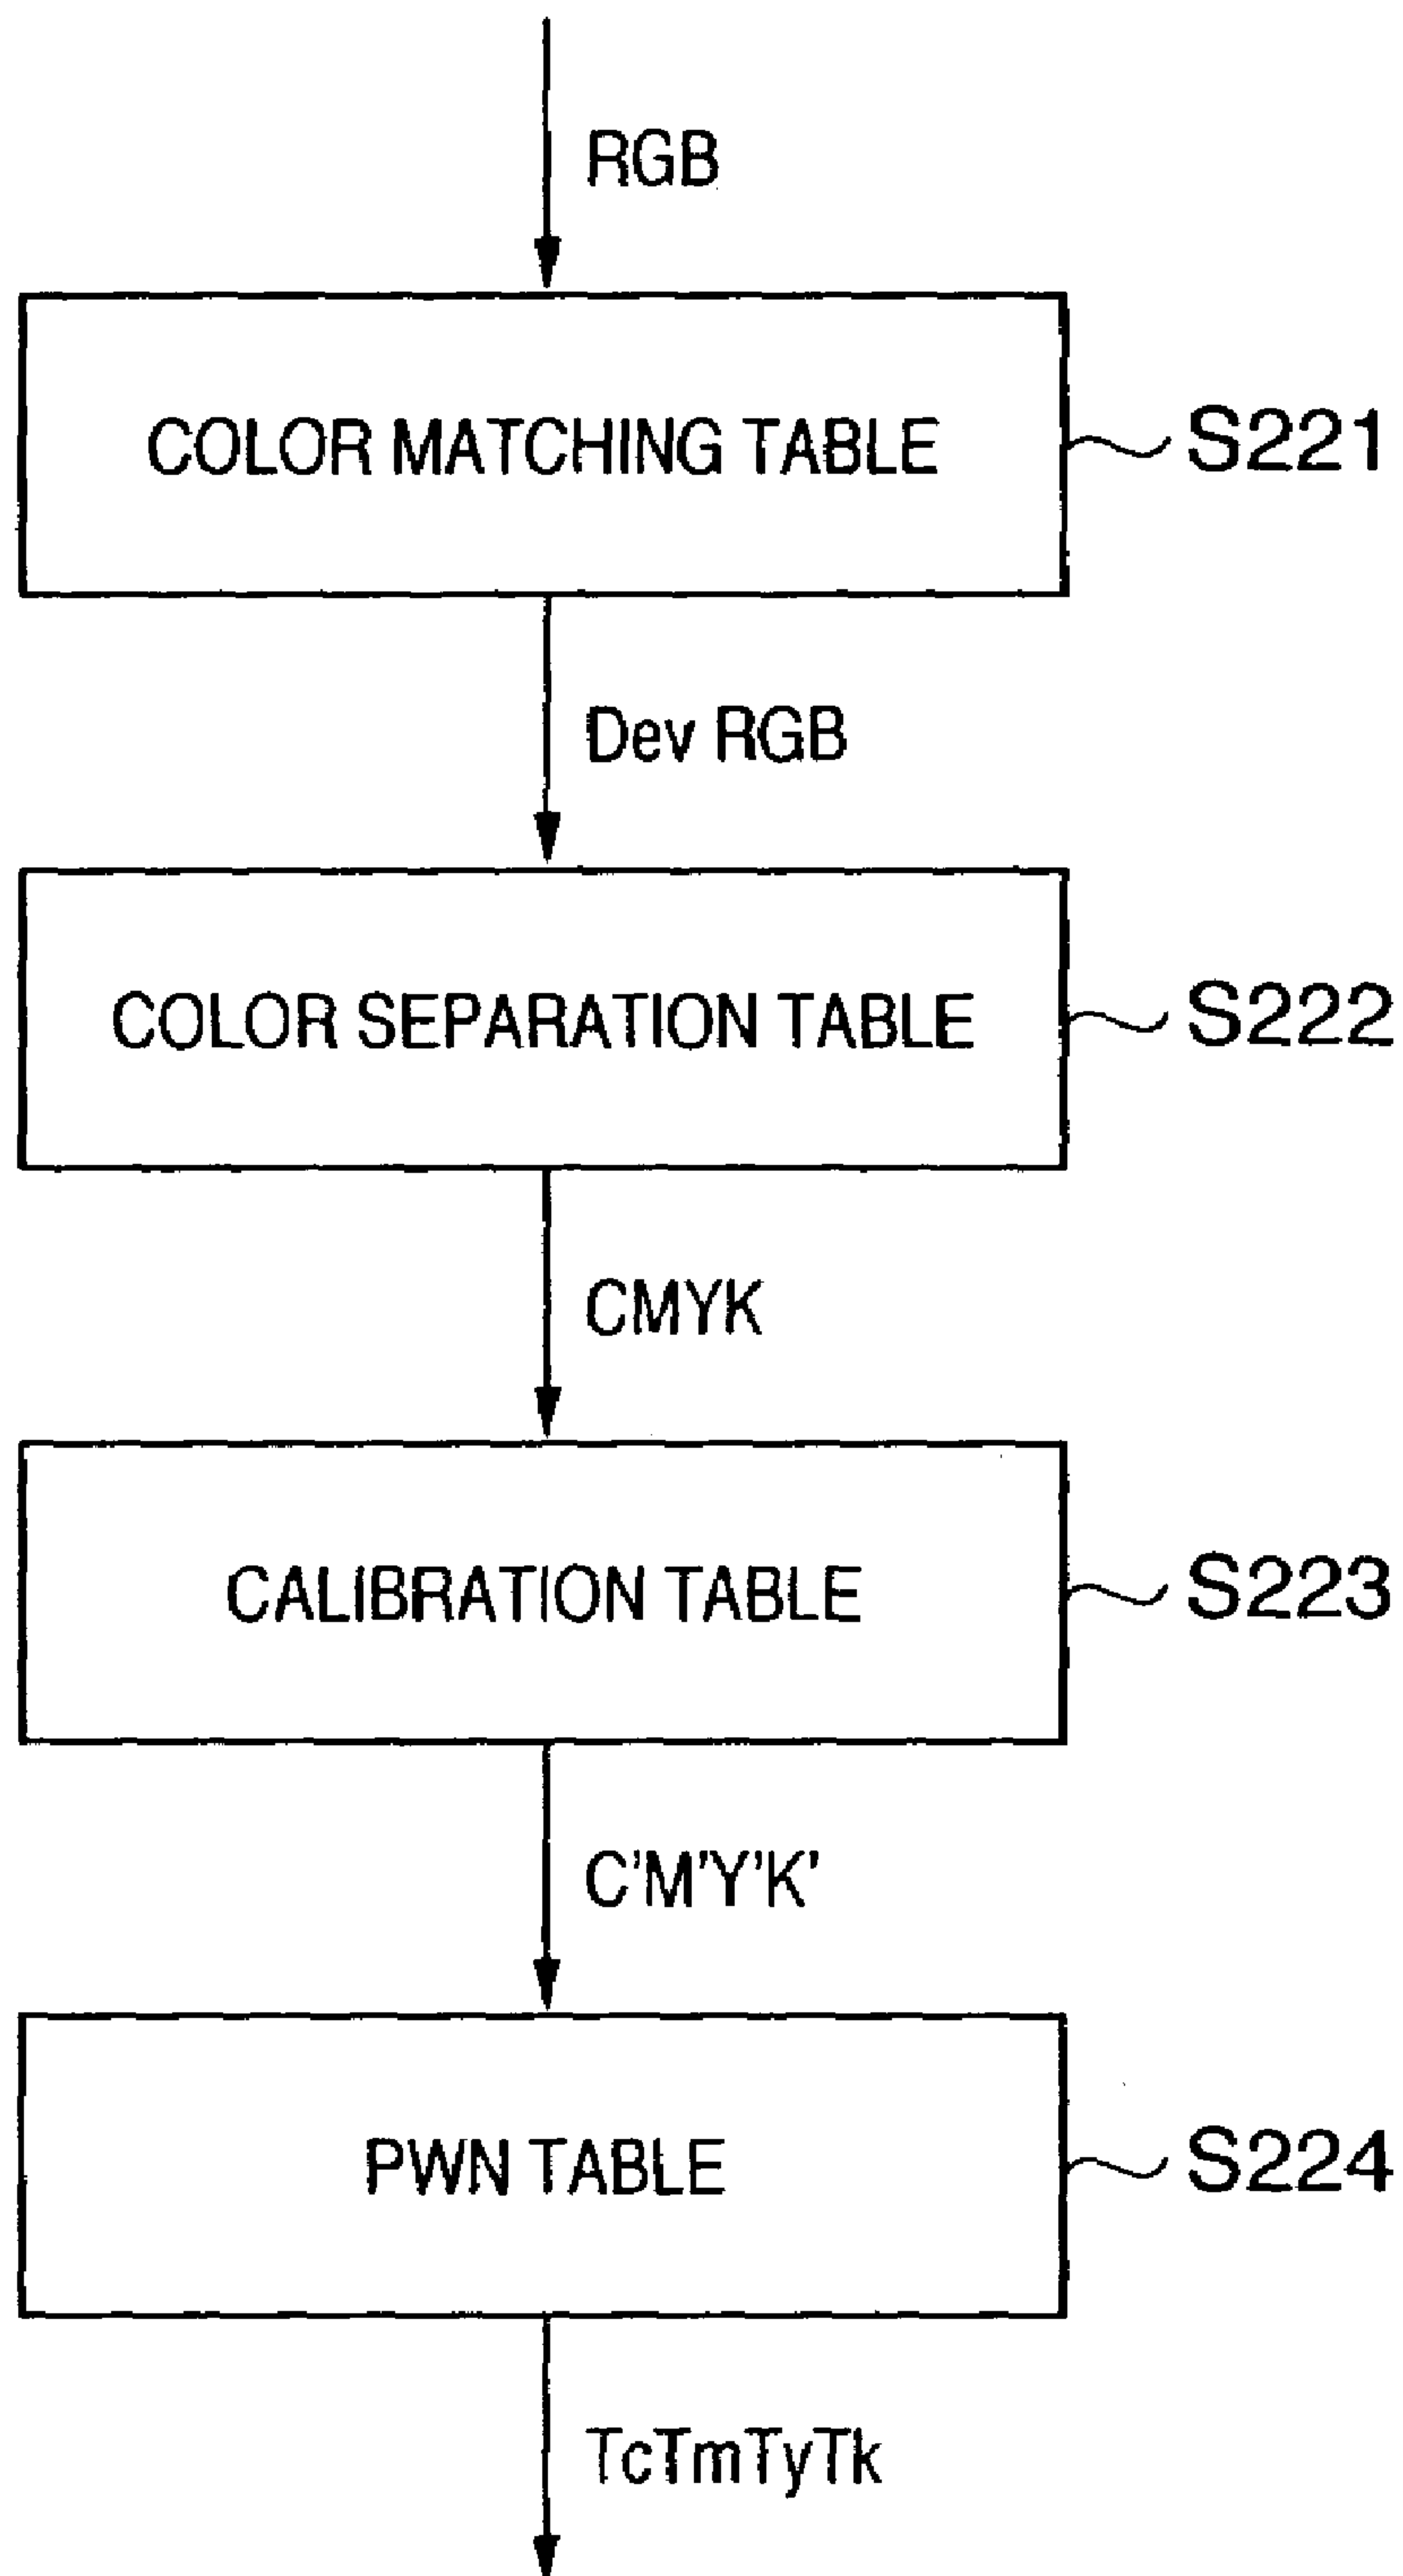 RGB
COLOR MATCHING TABLE
S221
Dev RGB
COLOR SEPARATION TABLE
S222
CMYK
CALIBRATION TABLE
S223
C'M'Y'K'
PWN TABLE
S224
TcTmTyTk